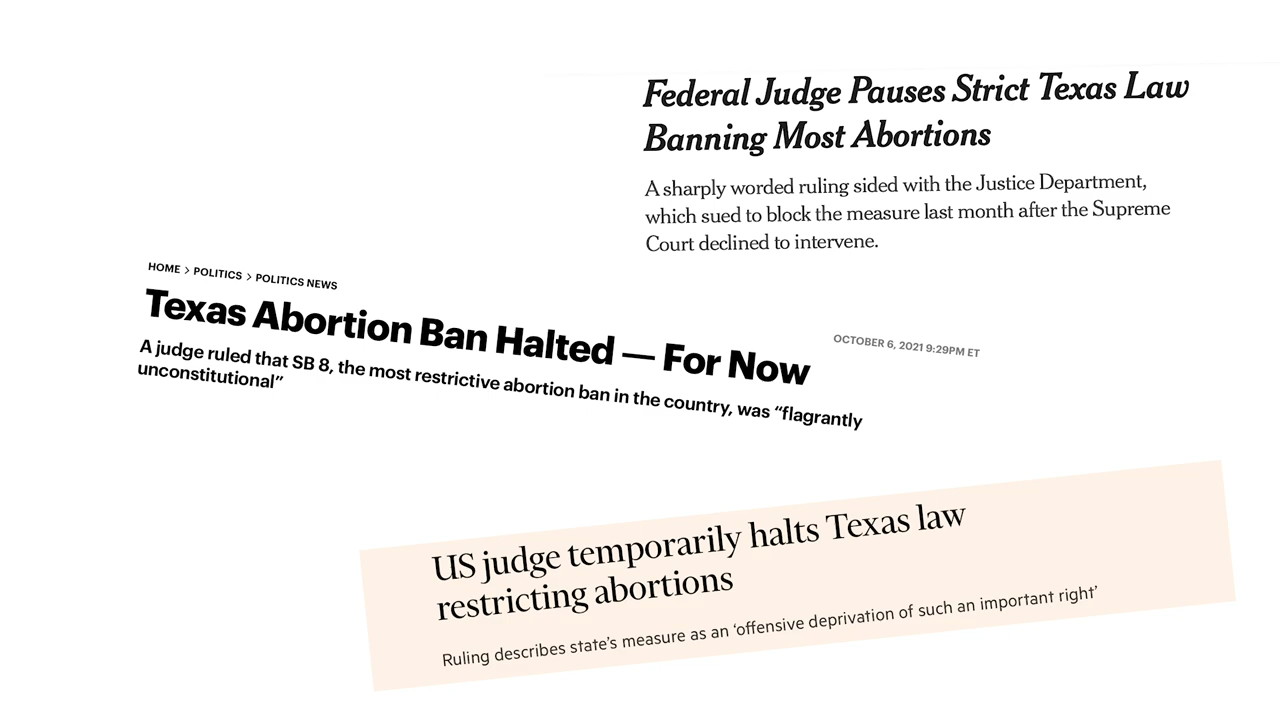 Federal Judge Pauses Strict Texas Law
Banning Most Abortions
A sharply worded ruling sided with the Justice Department,
which sued to block the measure last month after the Supreme
Court declined to intervene.
HOME > POLITICS > POLITICS NEWS
Texas Abortion Ban Halted — For Now
OCTOBER 6, 2021 9:29PM ET
A judge ruled that SB 8, the most restrictive abortion ban in the country, was “flagrantly
unconstitutional”
US judge temporarily halts Texas law
restricting abortions
Ruling describes state’s measure as an ‘offensive deprivation of such an important right’